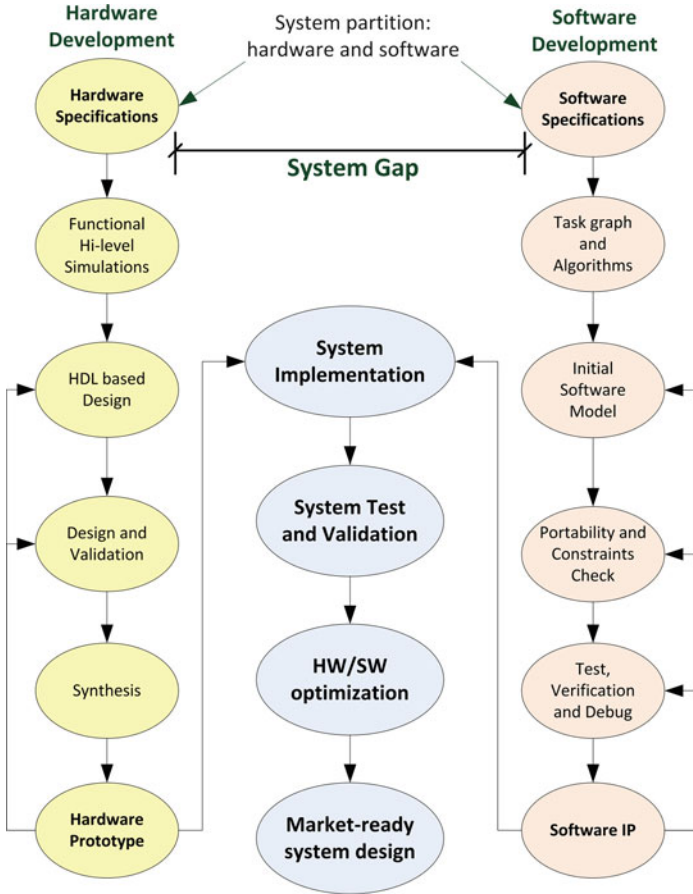 Hardware
Development
System partition:
hardware and software
Software
Development
Hardware
Specifications
Software
Specifications
System Gap
Functional
Hi-level
Simulations
Task graph
and
Algorithms
HDL based
Design
System
Implementation
Initial
Software
Model
Design and
Validation
System Test
and Validation
Portability and
Constraints
Check
Synthesis
HW/SW
optimization
Test,
Verification
and Debug
Hardware
Prototype
Market-ready
system design
Software IP